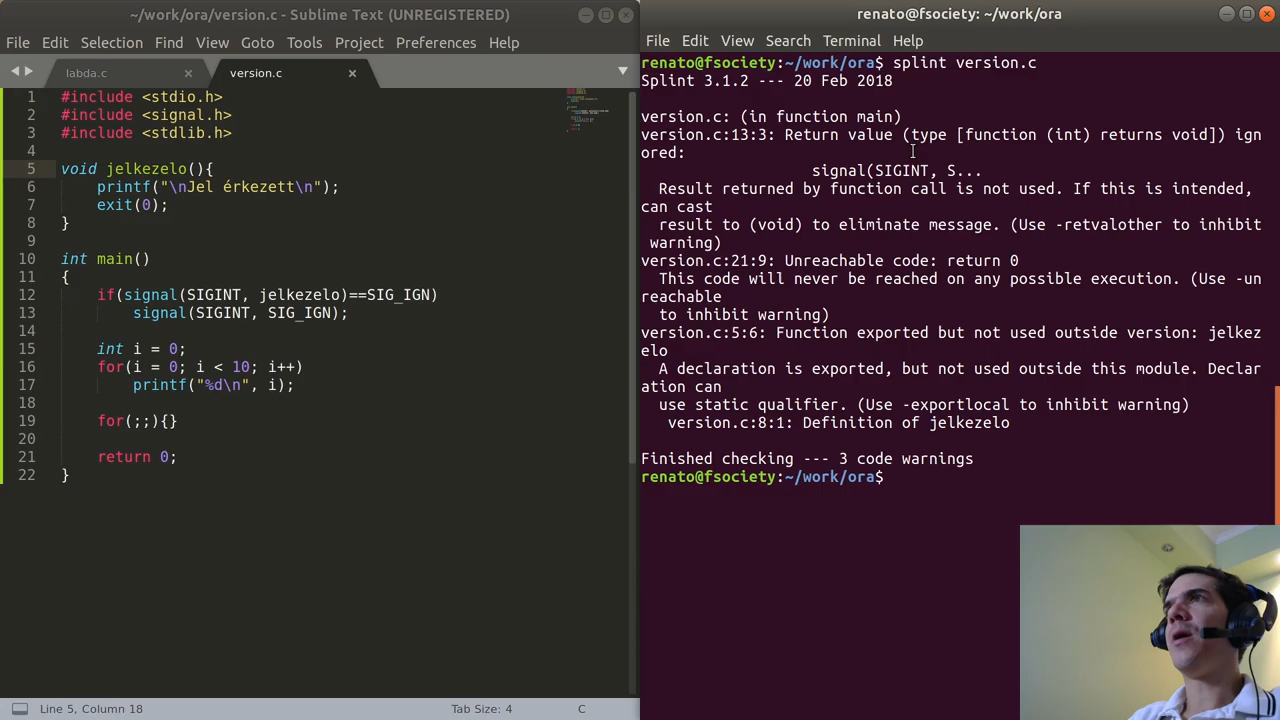 ~/work/ora/version.c - Sublime Text (UNREGISTERED)
File Edit Selection Find View Goto Tools Project Preferences Help
labda.c × version.c ×
1 #include <stdio.h>
2 #include <signal.h>
3 #include <stdlib.h>
4
5 void jelkezelo(){
6     printf("\nJel érkezett\n");
7     exit(0);
8 }
9
10 int main()
11 {
12     if(signal(SIGINT, jelkezelo)==SIG_IGN)
13         signal(SIGINT, SIG_IGN);
14
15     int i = 0;
16     for(i = 0; i < 10; i++)
17         printf("%d\n", i);
18
19     for(;;){}
20
21     return 0;
22 }
Line 5, Column 18 Tab Size: 4 C
renato@fsociety: ~/work/ora
File Edit View Search Terminal Help
renato@fsociety:~/work/ora$ splint version.c
Splint 3.1.2 --- 20 Feb 2018

version.c: (in function main)
version.c:13:3: Return value (type [function (int) returns void]) ign
ored:
                   signal(SIGINT, S...
  Result returned by function call is not used. If this is intended,
can cast
  result to (void) to eliminate message. (Use -retvalother to inhibit
 warning)
version.c:21:9: Unreachable code: return 0
  This code will never be reached on any possible execution. (Use -un
reachable
  to inhibit warning)
version.c:5:6: Function exported but not used outside version: jelkez
elo
  A declaration is exported, but not used outside this module. Declar
ation can
  use static qualifier. (Use -exportlocal to inhibit warning)
   version.c:8:1: Definition of jelkezelo

Finished checking --- 3 code warnings
renato@fsociety:~/work/ora$